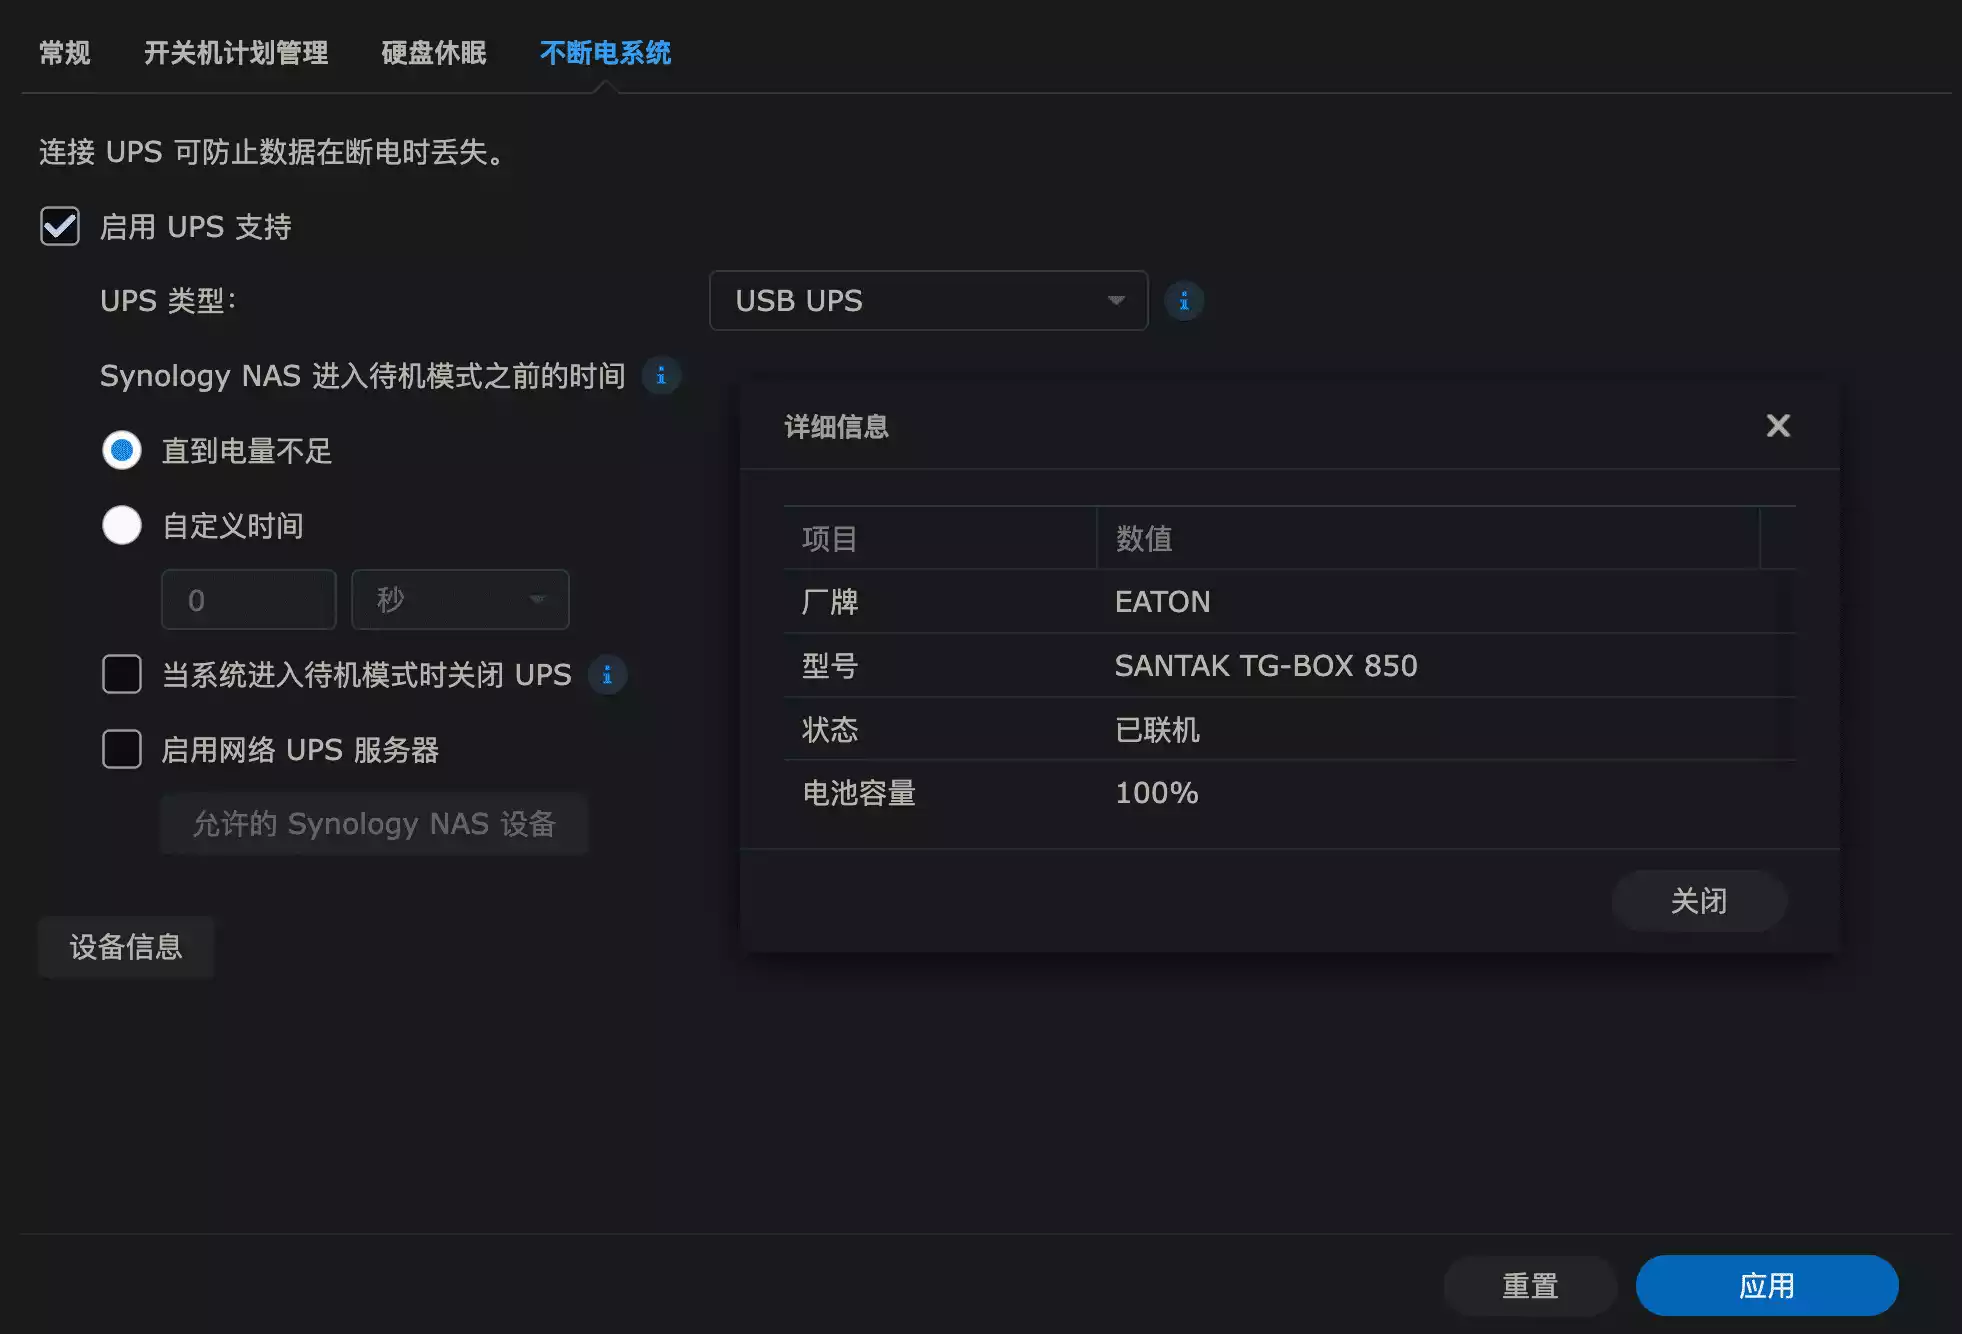 常规 开关机计划管理 硬盘休眠 不断电系统
连接 UPS 可防止数据在断电时丢失。
启用 UPS 支持
UPS 类型：
USB UPS
Synology NAS 进入待机模式之前的时间
直到电量不足
自定义时间
0 秒
当系统进入待机模式时关闭 UPS
启用网络 UPS 服务器
允许的 Synology NAS 设备
设备信息
详细信息
项目 数值
厂牌 EATON
型号 SANTAK TG-BOX 850
状态 已联机
电池容量 100%
关闭
重置 应用